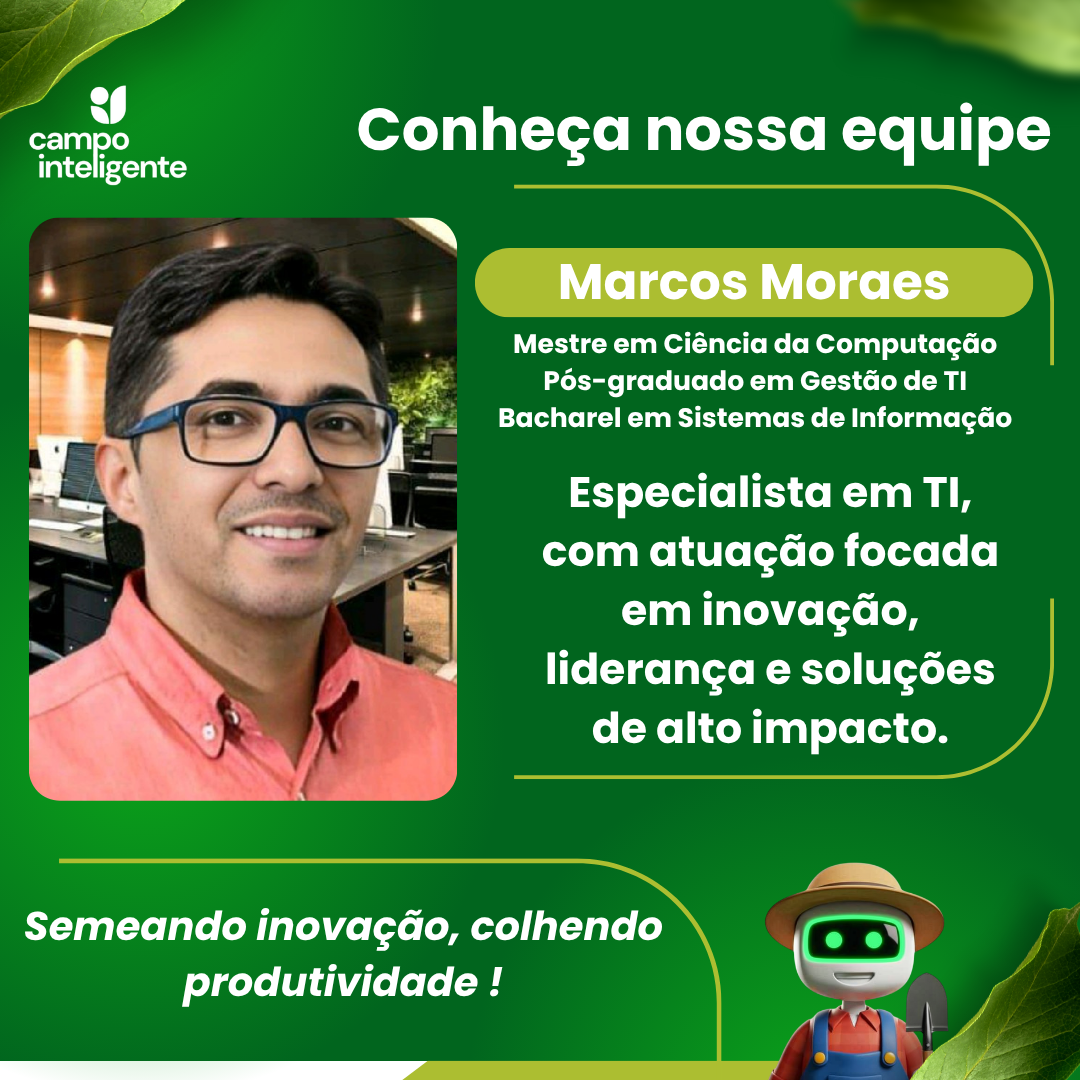 campo
inteligente
Conheça nossa equipe
Marcos Moraes
Mestre em Ciência da Computação
Pós-graduado em Gestão de TI
Bacharel em Sistemas de Informação
Especialista em TI,
com atuação focada
em inovação,
liderança e soluções
de alto impacto.
Semeando inovação, colhendo
produtividade !